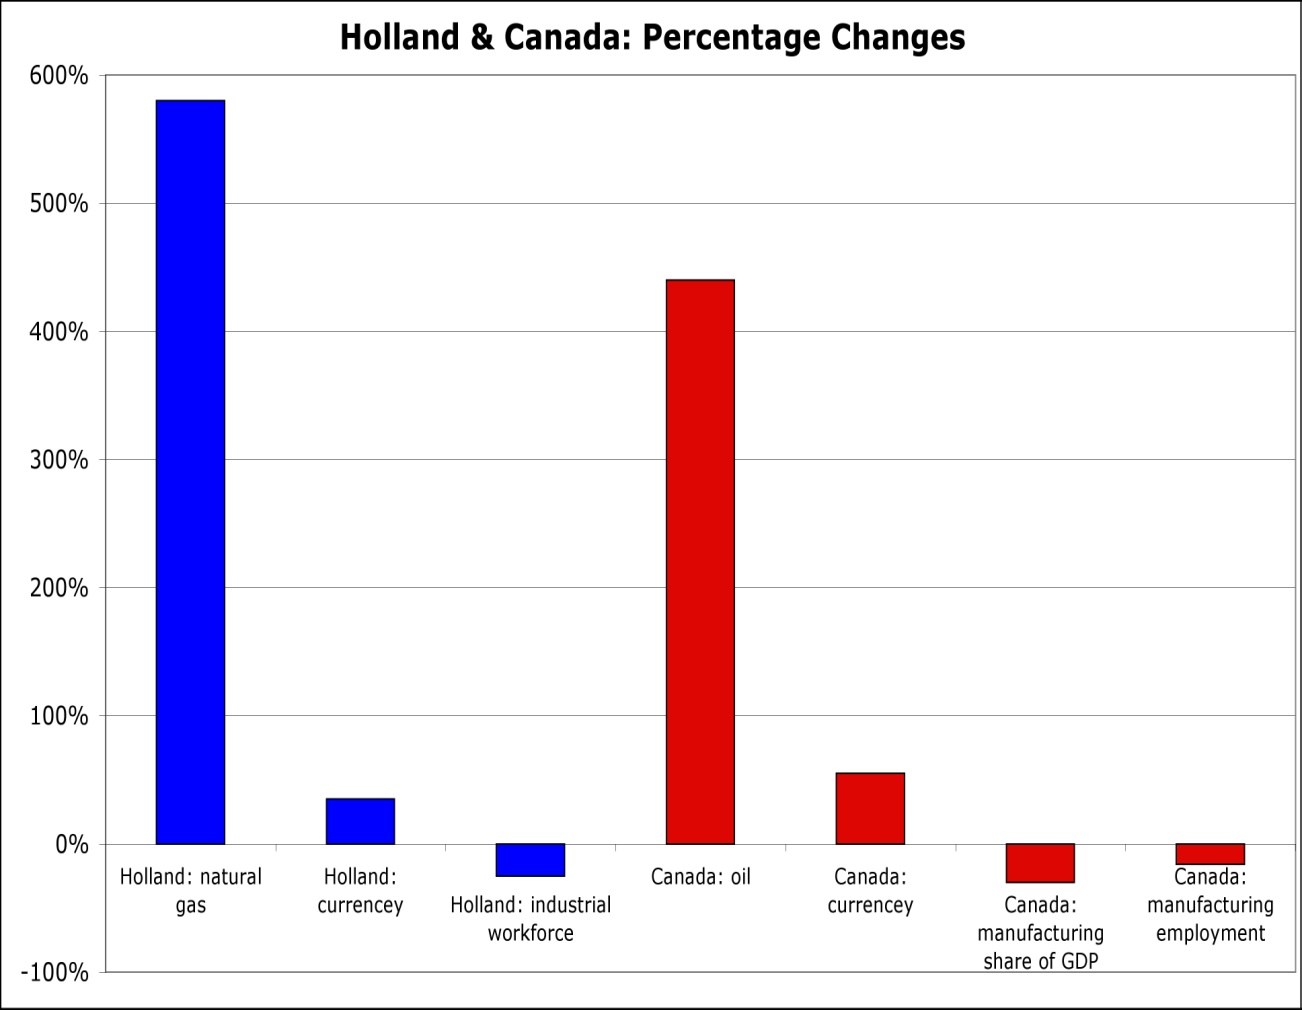 Holland & Canada: Percentage Changes
600%
500%
400%
300%
200%
100%
0%
-100%
Holland: natural
gas
Holland:
currencey
Holland: industrial
workforce
Canada: oil
Canada:
currencey
Canada:
manufacturing
share of GDP
Canada:
manufacturing
employment